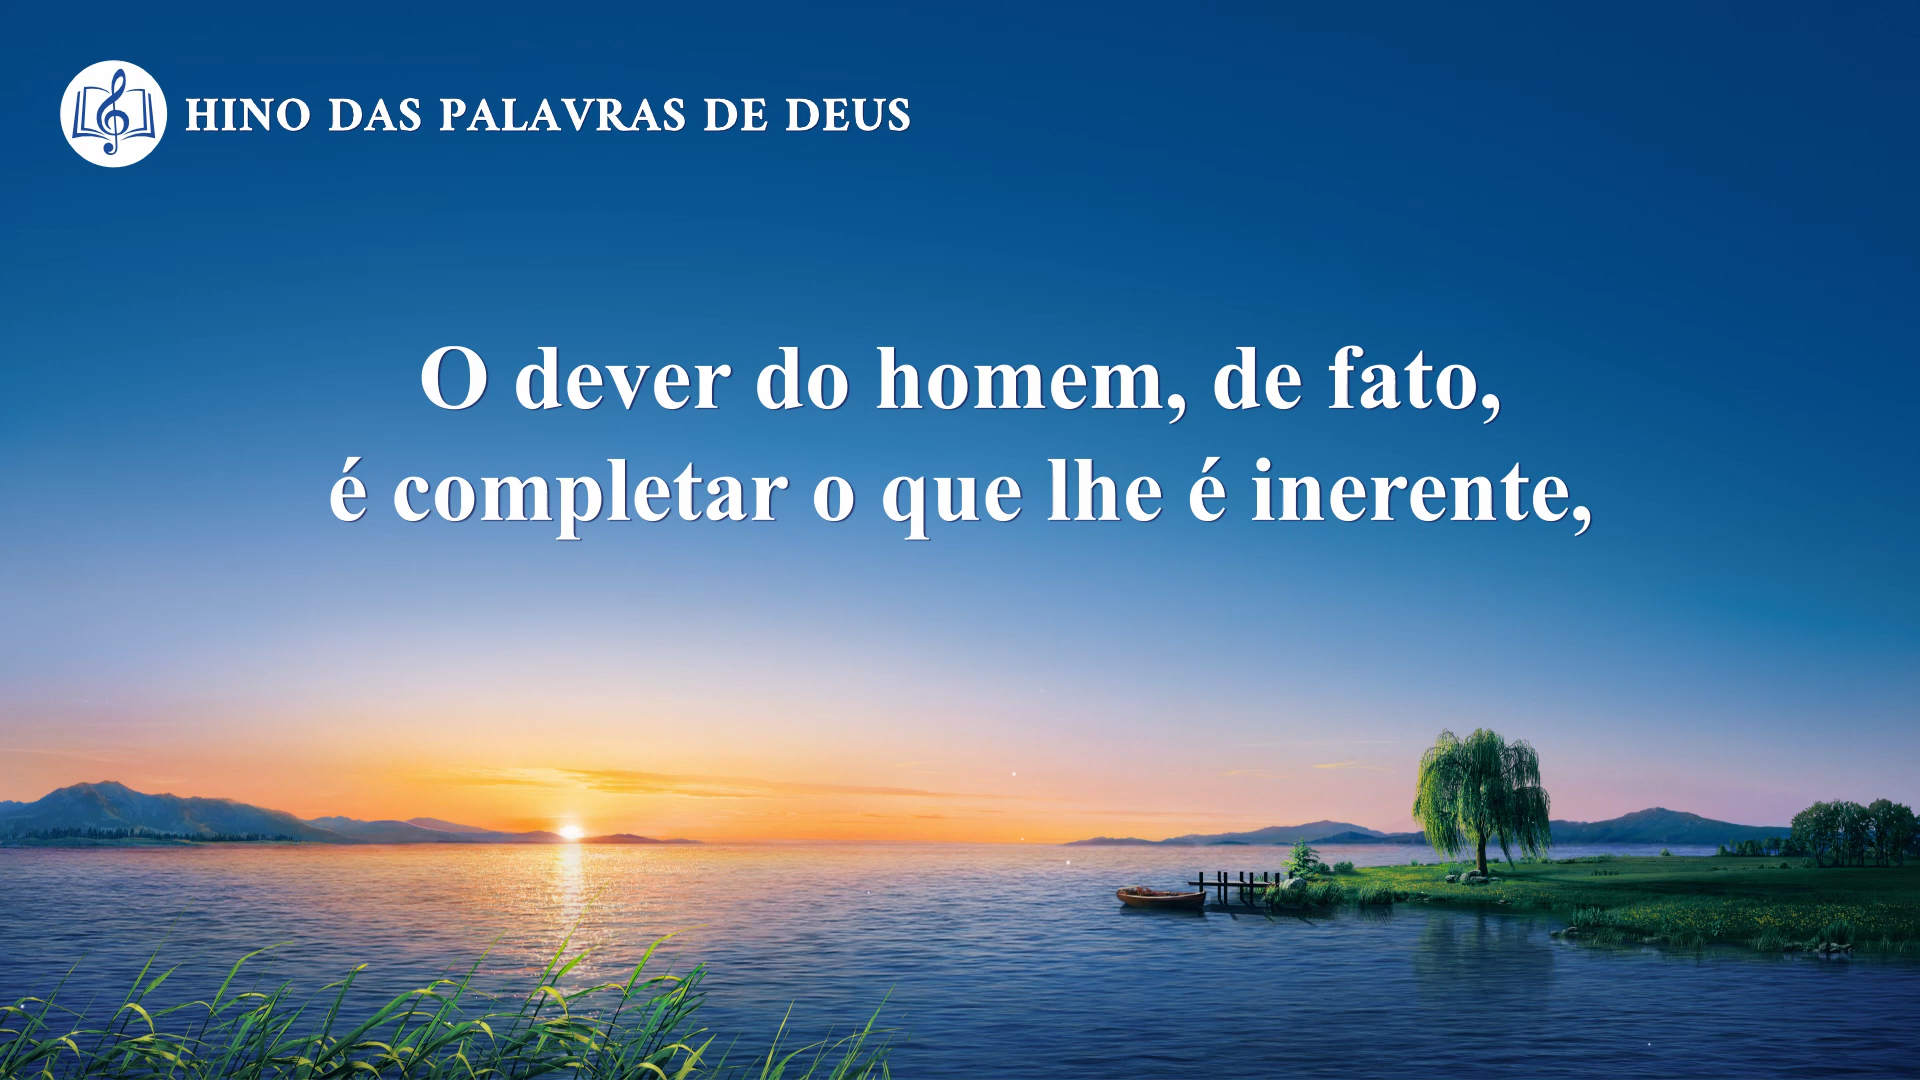 HINO DAS PALAVRAS DE DEUS
O dever do homem, de fato,
é completar o que lhe é inerente,